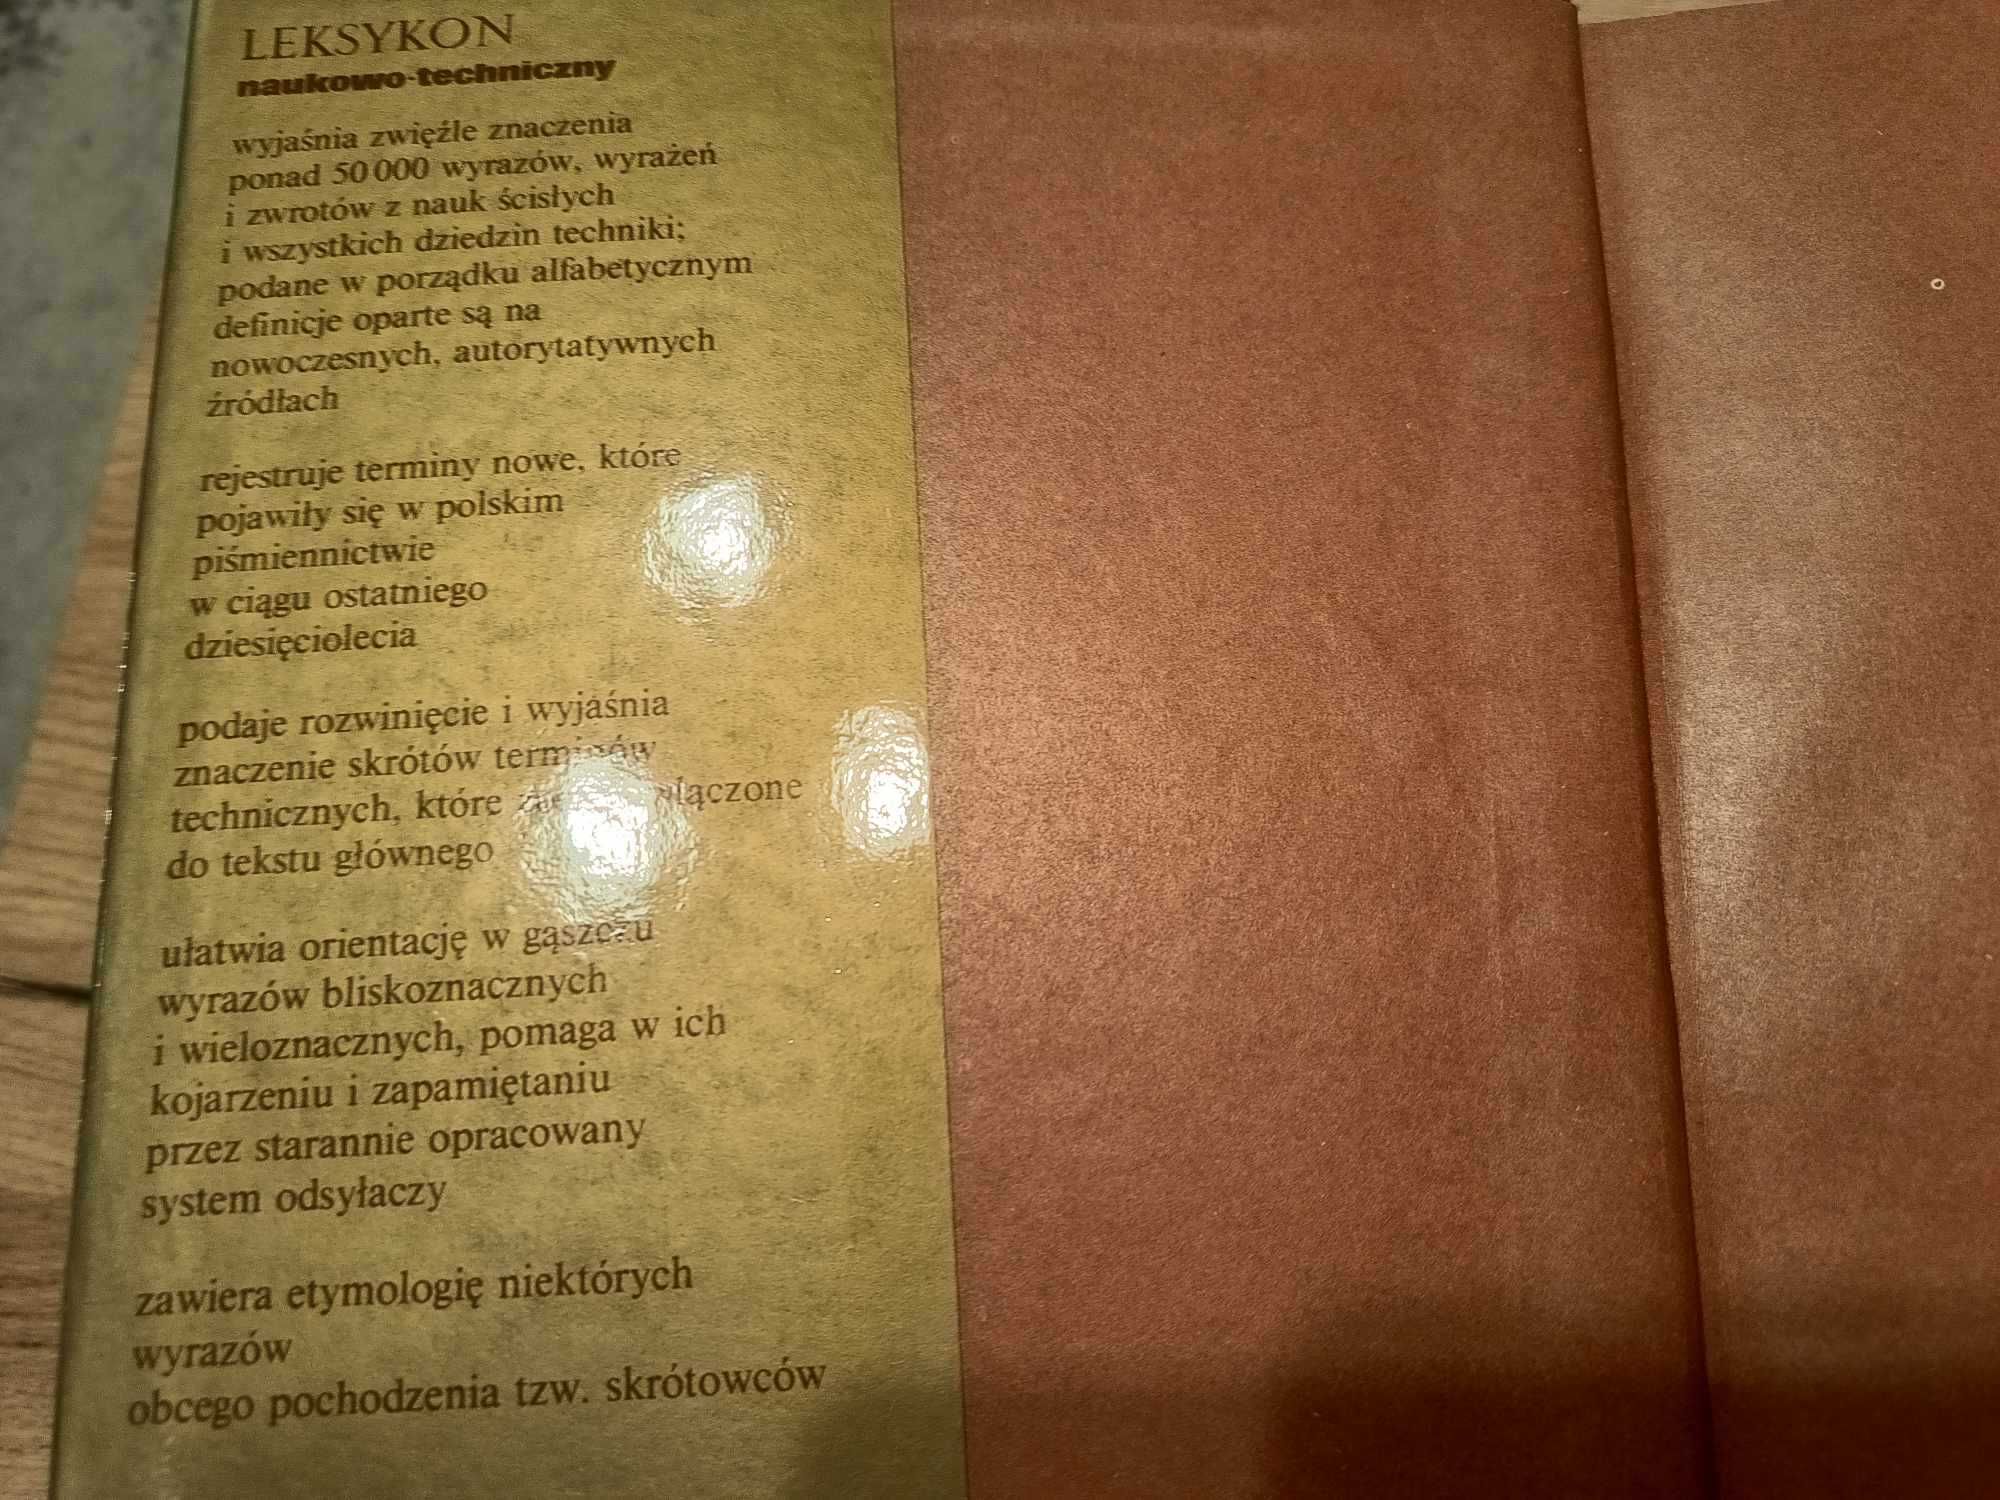 LEKSYKON
naukowo-techniczny
wyjaśnia zwięźle znaczenia
ponad 50 000 wyrazów, wyrażeń
i zwrotów z nauk ścisłych
i wszystkich dziedzin techniki;
podane w porządku alfabetycznym
definicje oparte są na
nowoczesnych, autorytatywnych
źródłach
rejestruje terminy nowe, które
pojawiły się w polskim
piśmiennictwie
w ciągu ostatniego
dziesięciolecia
podaje rozwinięcie i wyjaśnia
znaczenie skrótów terminów
technicznych, które
do tekstu głównego
ułatwia orientację w gąszczu
wyrazów bliskoznacznych
i wieloznacznych, pomaga w ich
kojarzeniu i zapamiętaniu
przez starannie opracowany
system odsyłaczy
zawiera etymologię niektórych
wyrazów
obcego pochodzenia tzw. skrótowców